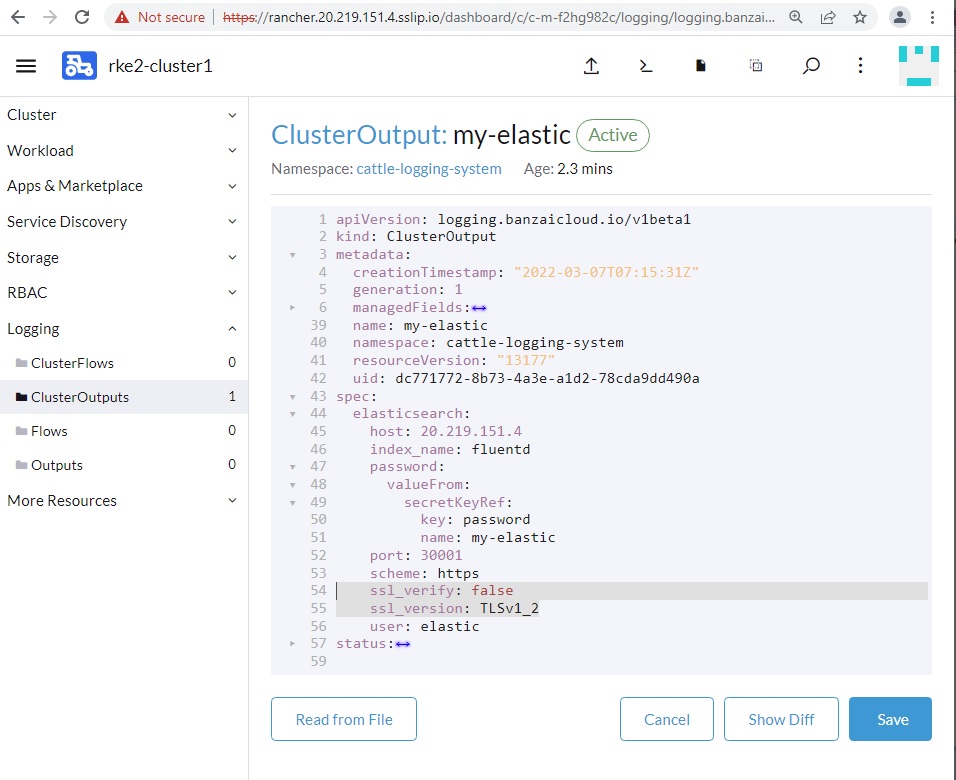 Not secure
https://rancher.20.219.151.4.sslip.io/dashboard/c/c-m-f2hg982c/logging/logging.banzai...
rke2-cluster1
Cluster
Workload
Apps & Marketplace
Service Discovery
Storage
RBAC
Logging
ClusterFlows 0
ClusterOutputs 1
Flows 0
Outputs 0
More Resources
ClusterOutput: my-elastic Active
Namespace: cattle-logging-system Age: 2.3 mins
1 apiVersion: logging.banzaicloud.io/v1beta1
2 kind: ClusterOutput
3 metadata:
4 creationTimestamp: "2022-03-07T07:15:31Z"
5 generation: 1
6 managedFields:↔
39 name: my-elastic
40 namespace: cattle-logging-system
41 resourceVersion: "13177"
42 uid: dc771772-8b73-4a3e-a1d2-78cda9dd490a
43 spec:
44 elasticsearch:
45 host: 20.219.151.4
46 index_name: fluentd
47 password:
48 valueFrom:
49 secretKeyRef:
50 key: password
51 name: my-elastic
52 port: 30001
53 scheme: https
54 ssl_verify: false
55 ssl_version: TLSv1_2
56 user: elastic
57 status:↔
59
Read from File
Cancel
Show Diff
Save